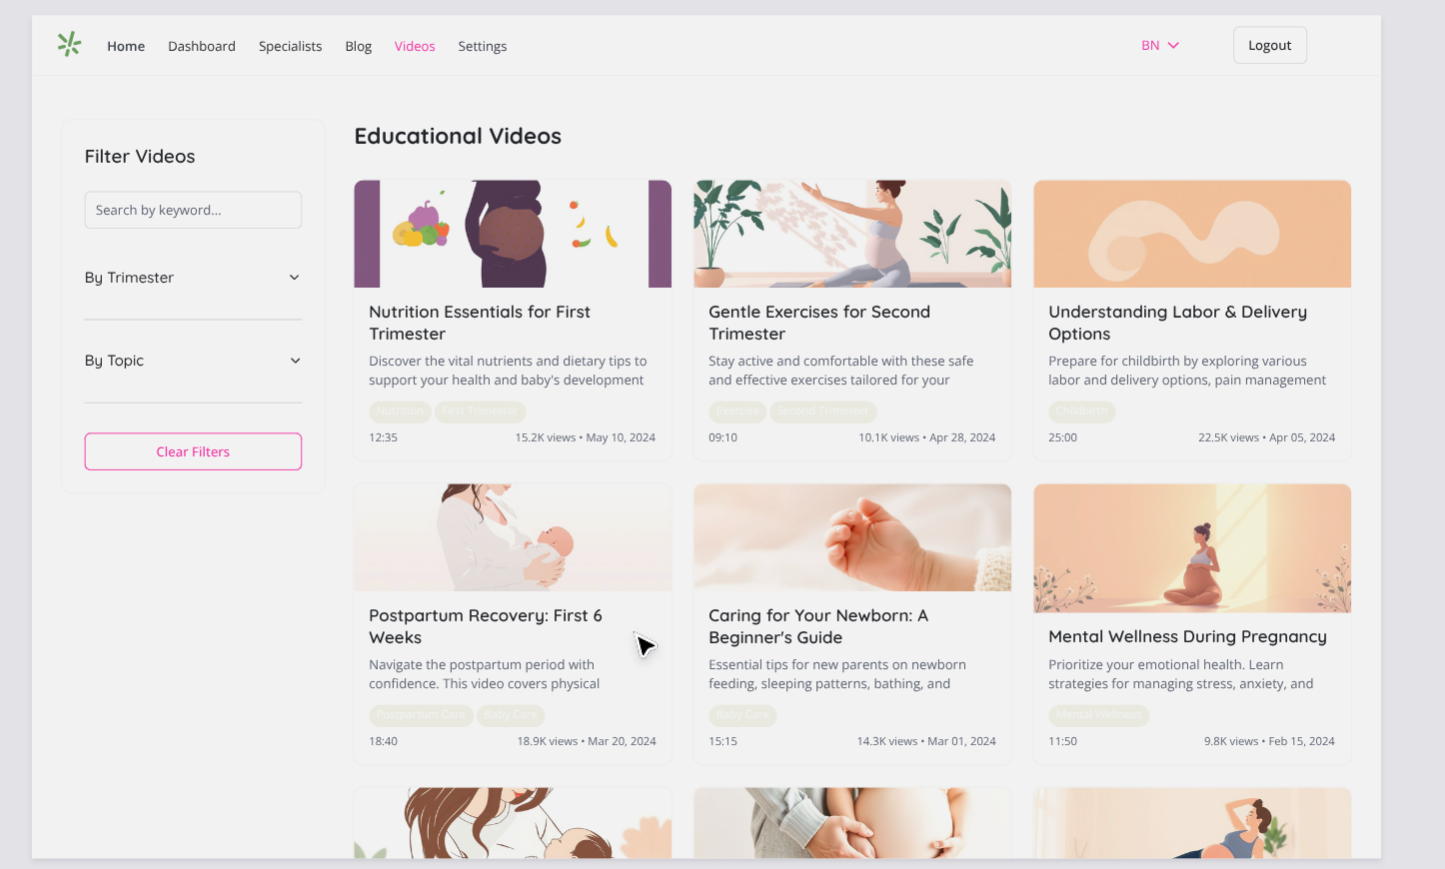 Home Dashboard Specialists Blog Videos Settings BN Logout
Filter Videos
Search by keyword...
By Trimester
By Topic
Clear Filters
Educational Videos
Nutrition Essentials for First
Trimester
Discover the vital nutrients and dietary tips to
support your health and baby's development
Nutrition First Trimester
12:35 15.2K views • May 10, 2024
Gentle Exercises for Second
Trimester
Stay active and comfortable with these safe
and effective exercises tailored for your
Exercise Second Trimester
09:10 10.1K views • Apr 28, 2024
Understanding Labor & Delivery
Options
Prepare for childbirth by exploring various
labor and delivery options, pain management
Childbirth
25:00 22.5K views • Apr 05, 2024
Postpartum Recovery: First 6
Weeks
Navigate the postpartum period with
confidence. This video covers physical
Postpartum Care Baby Care
18:40 18.9K views • Mar 20, 2024
Caring for Your Newborn: A
Beginner's Guide
Essential tips for new parents on newborn
feeding, sleeping patterns, bathing, and
Baby Care
15:15 14.3K views • Mar 01, 2024
Mental Wellness During Pregnancy
Prioritize your emotional health. Learn
strategies for managing stress, anxiety, and
Mental Wellness
11:50 9.8K views • Feb 15, 2024